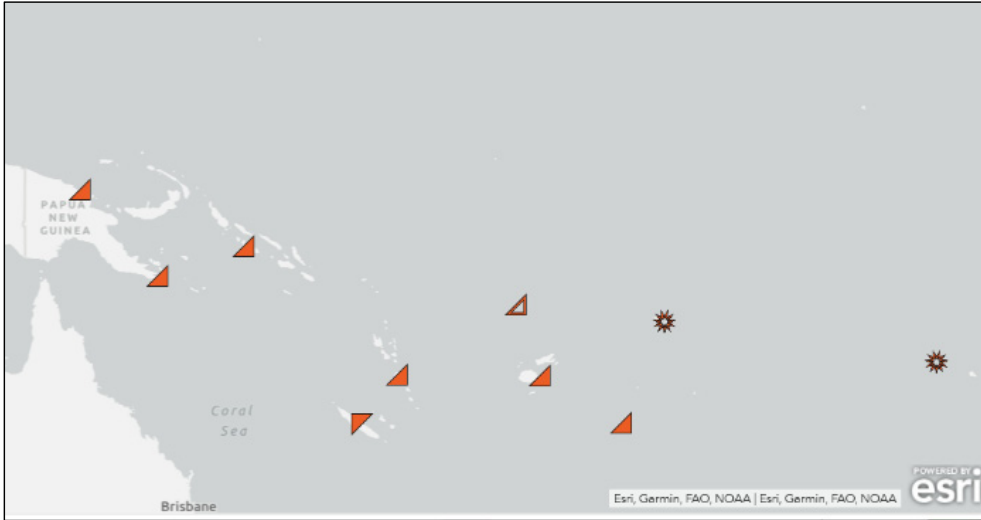 PAPUA
NEW
GUINEA
Coral
Sea
Brisbane
POWERED BY
esri
Esri, Garmin, FAO, NOAA | Esri, Garmin, FAO, NOAA